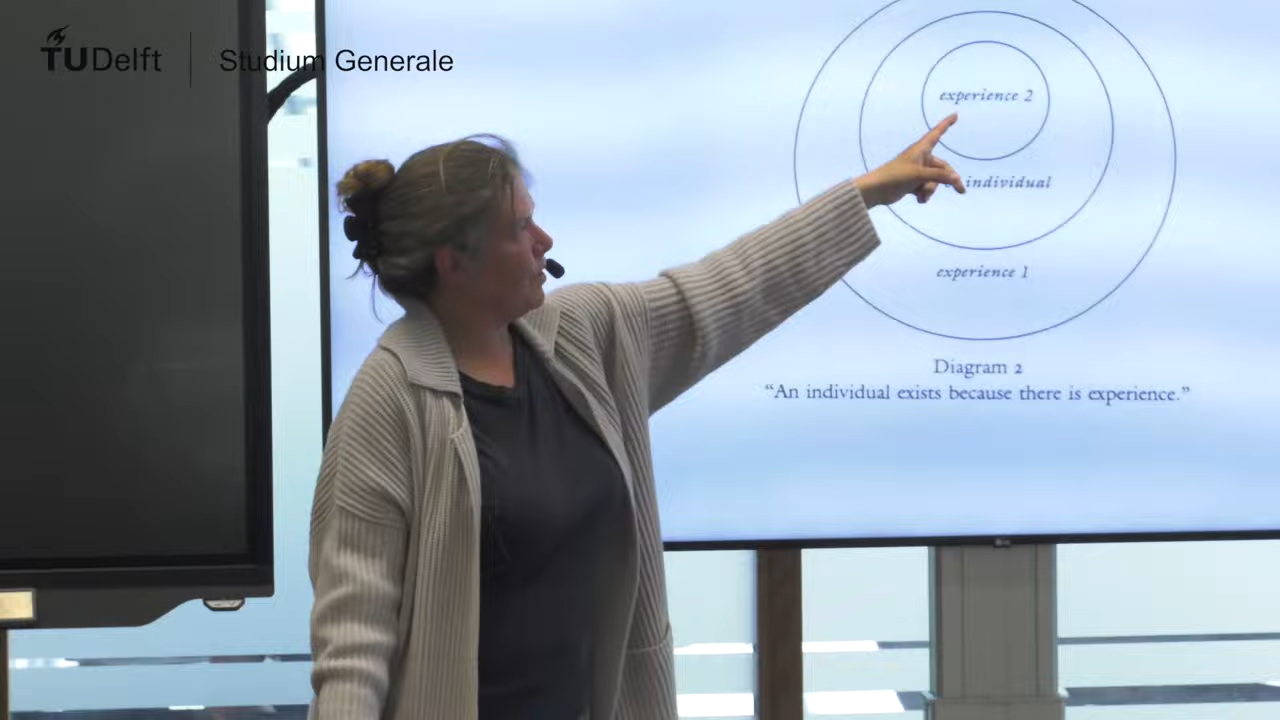 TUDelft
Studium Generale
experience 2
individual
experience 1
Diagram 2
“An individual exists because there is experience.”